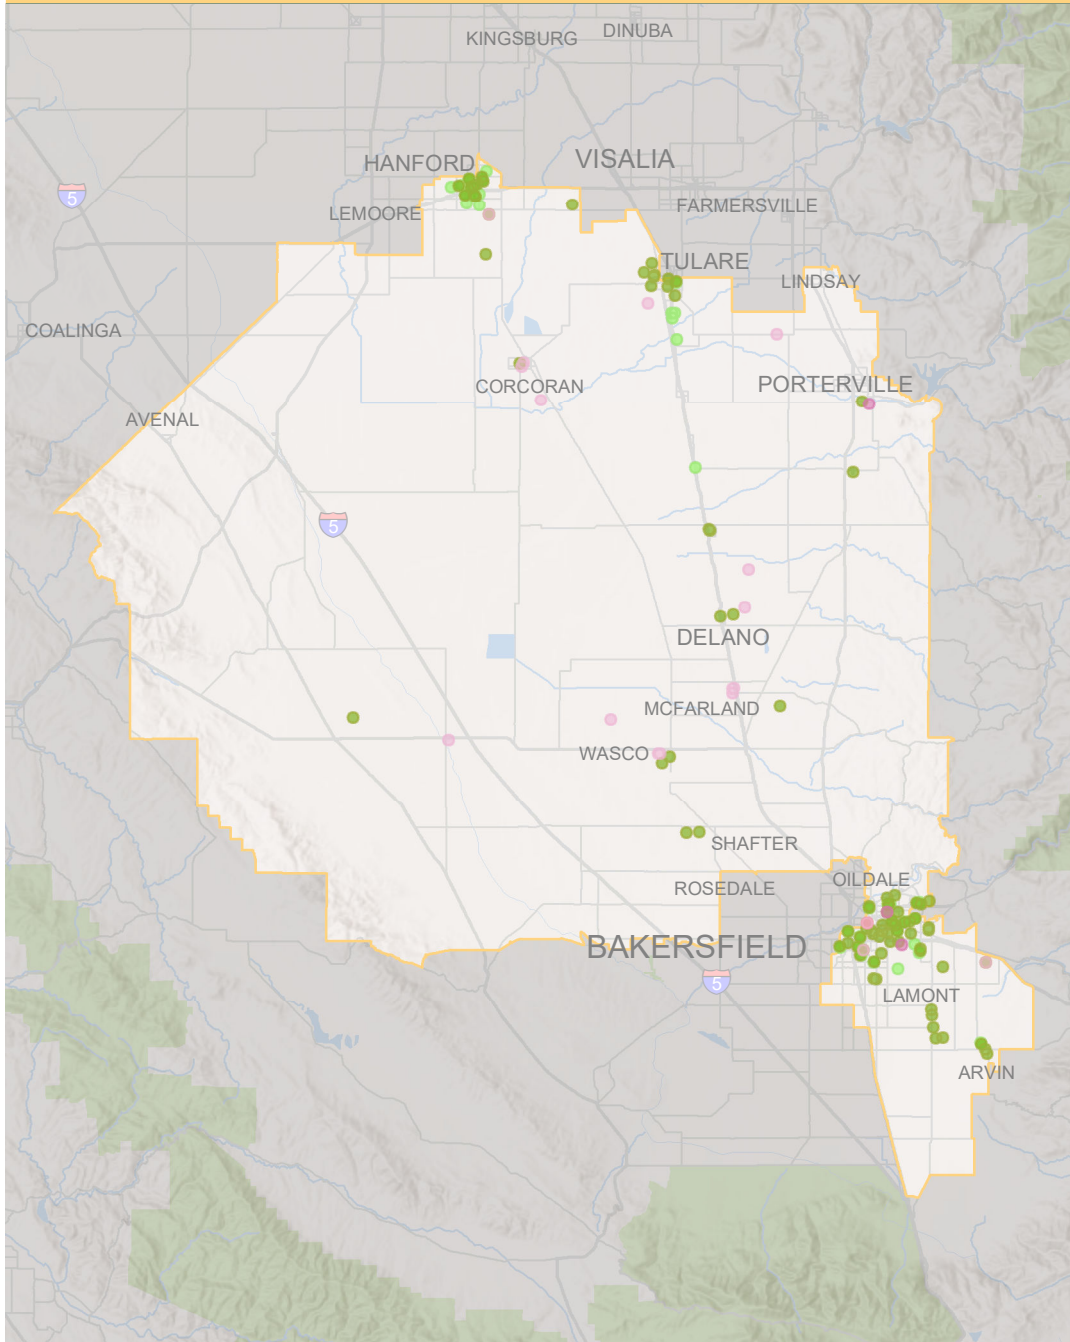 KINGSBURG
DINUBA
HANFORD
VISALIA
5
LEMOORE
FARMERSVILLE
TULARE
LINDSAY
COALINGA
CORCORAN
PORTERVILLE
AVENAL
5
DELANO
MCFARLAND
WASCO
SHAFTER
OILDALE
ROSEDALE
BAKERSFIELD
5
LAMONT
ARVIN